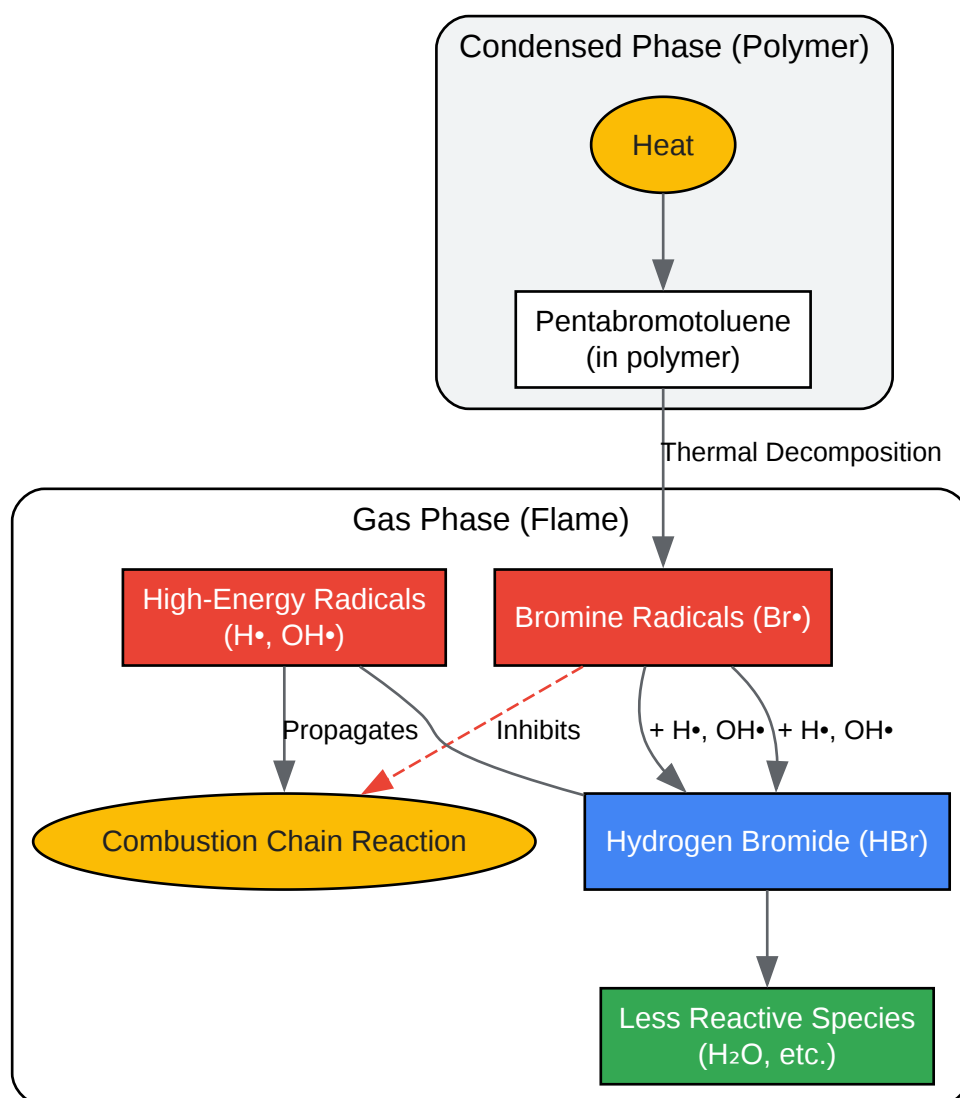 Condensed Phase (Polymer)
Heat
Pentabromotoluene
(in polymer)
Thermal Decomposition
Gas Phase (Flame)
High-Energy Radicals
(H•, OH•)
Bromine Radicals (Br•)
Propagates
Inhibits
+ H•, OH•
+ H•, OH•
Combustion Chain Reaction
Hydrogen Bromide (HBr)
Less Reactive Species
(H₂O, etc.)